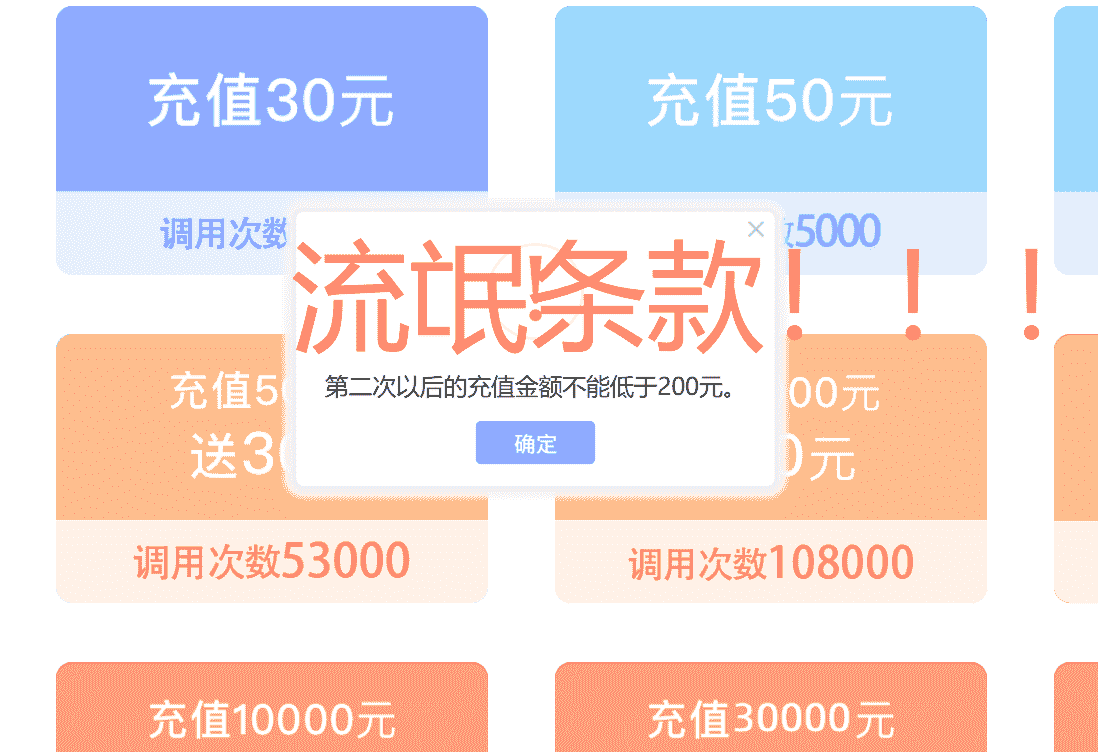 充值30元
充值50元
调用次数
数5000
流氓条款！！！
第二次以后的充值金额不能低于200元。
确定
充值5
00元
送3
0元
调用次数53000
调用次数108000
充值10000元
充值30000元